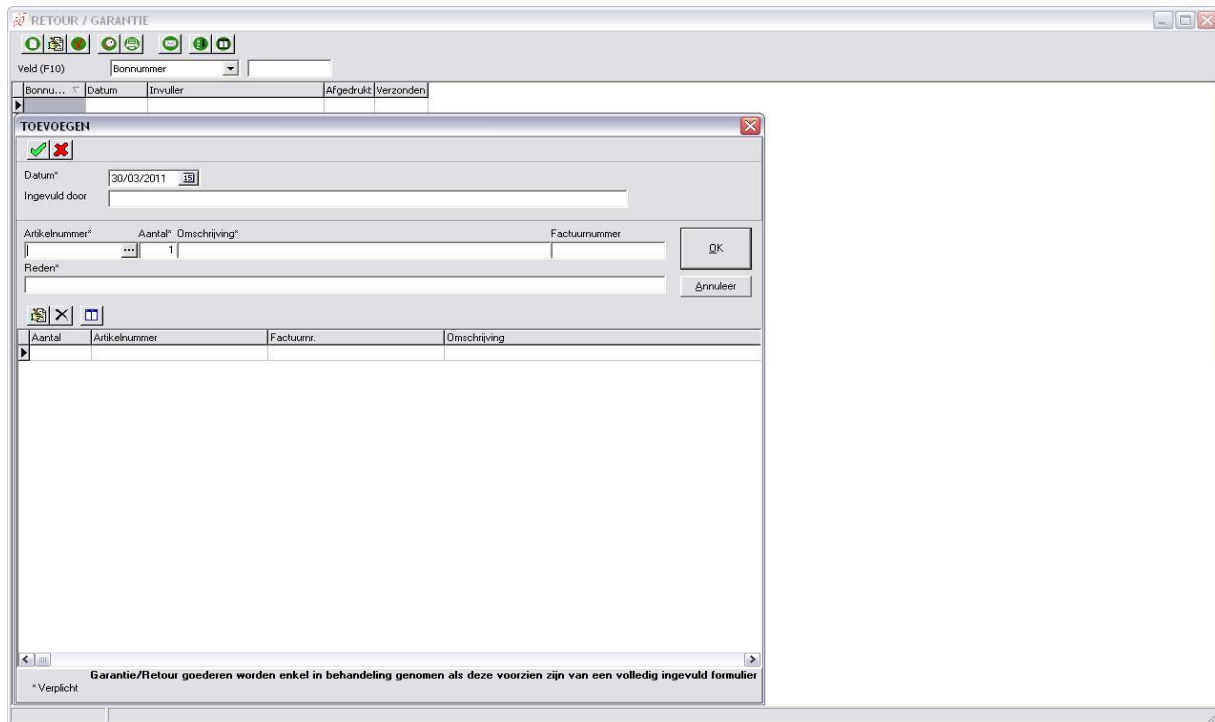 RETOUR / GARANTIE
Veld (F10) Bonnummer
Bonnu... Datum Invuller Afgedrukt Verzonden
TOEVOEGEN
Datum* 30/03/2011 15
Ingevuld door
Artikelnummer* Aantal* Omschrijving* Factuurnummer
... 1 OK
Reden*
Annuleer
Aantal Artikelnummer Factuurnr. Omschrijving
Garantie/Retour goederen worden enkel in behandeling genomen als deze voorzien zijn van een volledig ingevuld formulier
* Verplicht